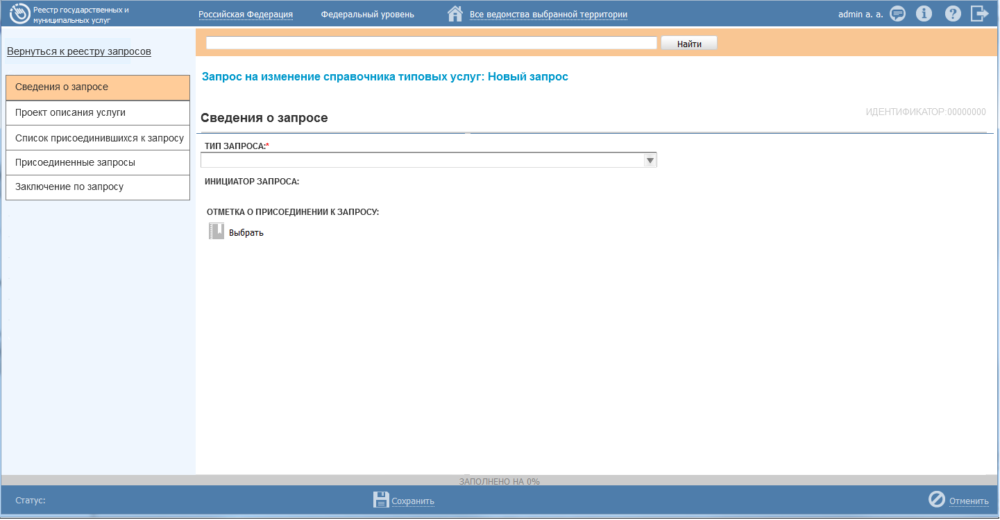 Реестр государственных и
муниципальных услуг
Российская Федерация
Федеральный уровень
Все ведомства выбранной территории
admin a. a.
Вернуться к реестру запросов
Найти
Сведения о запросе
Проект описания услуги
Список присоединившихся к запросу
Присоединенные запросы
Заключение по запросу
Запрос на изменение справочника типовых услуг: Новый запрос
Сведения о запросе
ИДЕНТИФИКАТОР:00000000
ТИП ЗАПРОСА:*
ИНИЦИАТОР ЗАПРОСА:
ОТМЕТКА О ПРИСОЕДИНЕНИИ К ЗАПРОСУ:
Выбрать
ЗАПОЛНЕНО НА 0%
Статус:
Сохранить
Отменить